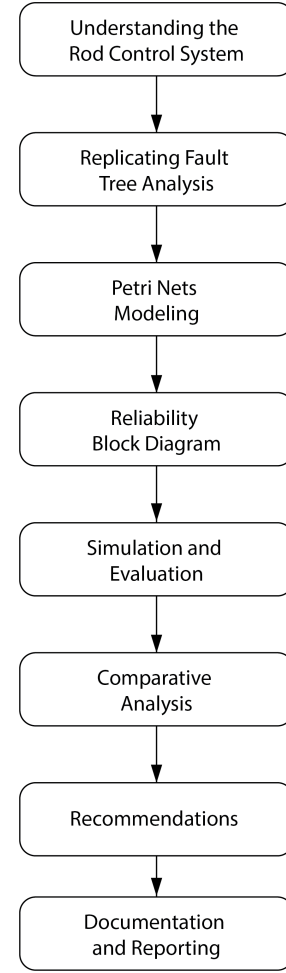 Understanding the
Rod Control System
Replicating Fault
Tree Analysis
Petri Nets
Modeling
Reliability
Block Diagram
Simulation and
Evaluation
Comparative
Analysis
Recommendations
Documentation
and Reporting